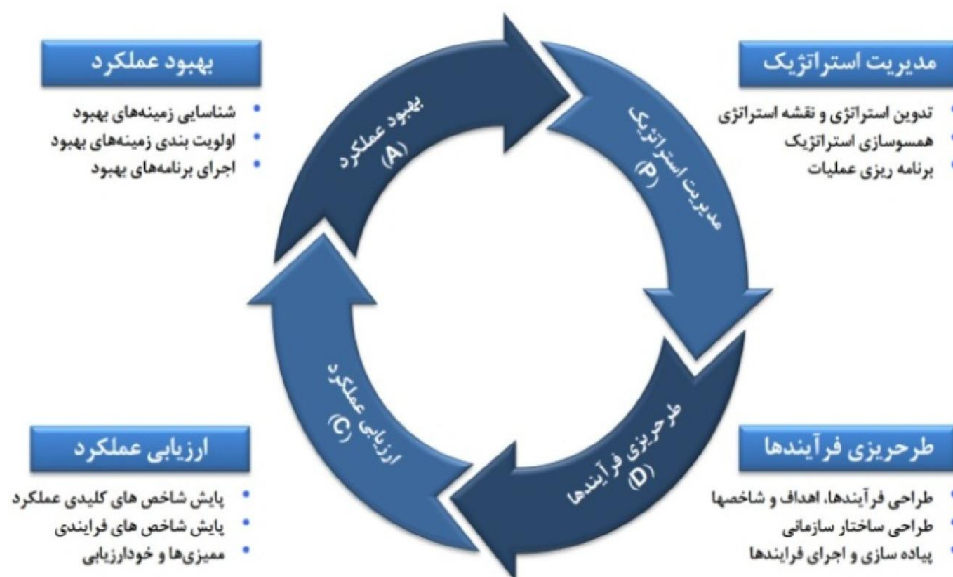 مدیریت استراتژیک
تدوین استراتژی و نقشه استراتژی
همسوسازی استراتژیک
برنامه ریزی عملیات
بهبود عملکرد
شناسایی زمینه‌های بهبود
اولویت بندی زمینه‌های بهبود
اجرای برنامه‌های بهبود
مدیریت استراتژیک
(P)
بهبود عملکرد
(A)
طرحریزی فرآیندها
(D)
ارزیابی عملکرد
(C)
طرحریزی فرآیندها
طراحی فرآیندها، اهداف و شاخصها
طراحی ساختار سازمانی
پیاده سازی و اجرای فرایندها
ارزیابی عملکرد
پایش شاخص های کلیدی عملکرد
پایش شاخص های فرایندی
ممیزی‌ها و خودارزیابی